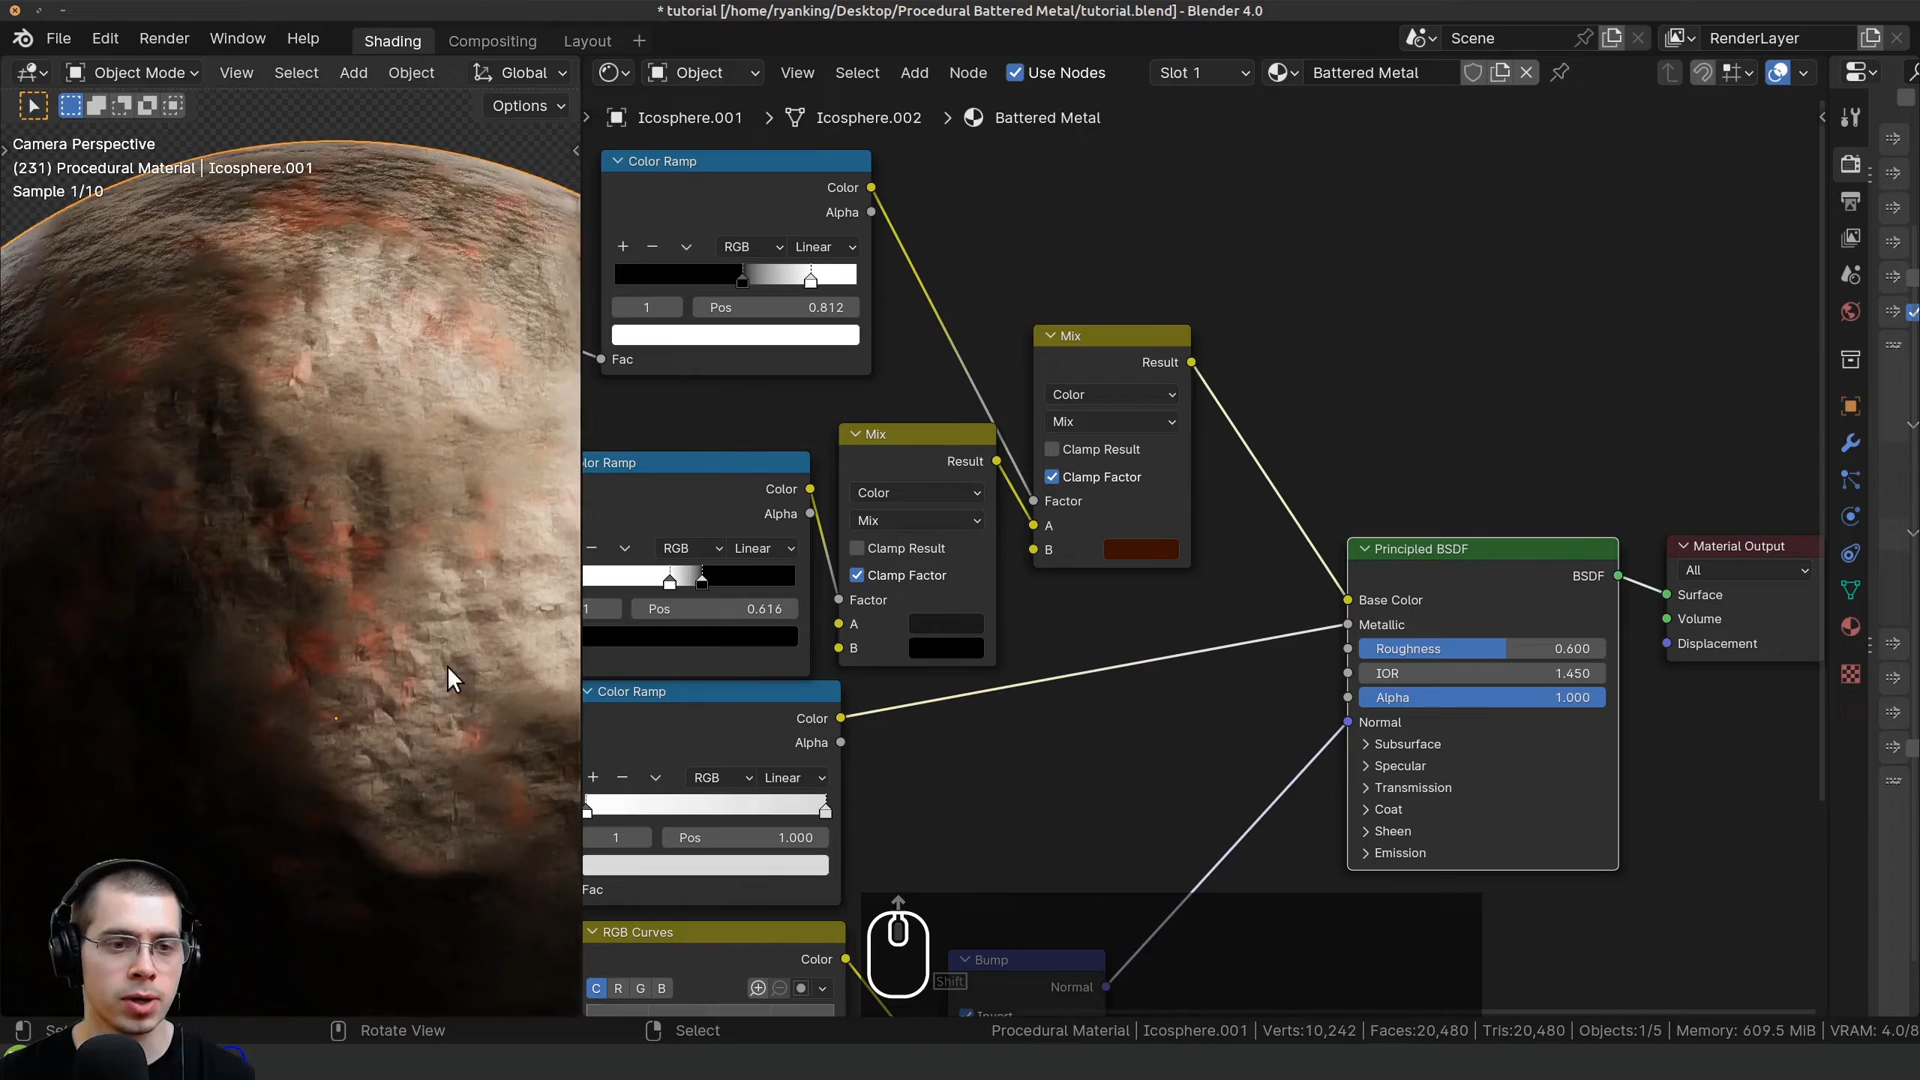 * tutorial [/home/ryanking/Desktop/Procedural Battered Metal/tutorial.blend] - Blender 4.0
File Edit Render Window Help Shading Compositing Layout + Scene RenderLayer
Object Mode View Select Add Object Global Object View Select Add Node Use Nodes Slot 1 Battered Metal
Options
Icosphere.001 > Icosphere.002 > Battered Metal
Camera Perspective
(231) Procedural Material | Icosphere.001
Sample 1/10
Color Ramp
Color
Alpha
RGB Linear
1 Pos 0.812
Fac
Mix
Result
Color
Mix
Clamp Result
Clamp Factor
Factor
A
B
Mix
Result
Color
Mix
Clamp Result
Clamp Factor
Factor
A
B
lor Ramp
Color
Alpha
RGB Linear
1 Pos 0.616
Color Ramp
Color
Alpha
RGB Linear
1 Pos 1.000
Fac
RGB Curves
Color
C R G B
Bump
Normal
Shift
Principled BSDF
BSDF
Base Color
Metallic
Roughness 0.600
IOR 1.450
Alpha 1.000
Normal
Subsurface
Specular
Transmission
Coat
Sheen
Emission
Material Output
All
Surface
Volume
Displacement
Rotate View Select Procedural Material | Icosphere.001 | Verts:10,242 | Faces:20,480 | Tris:20,480 | Objects:1/5 | Memory: 609.5 MiB | VRAM: 4.0/8